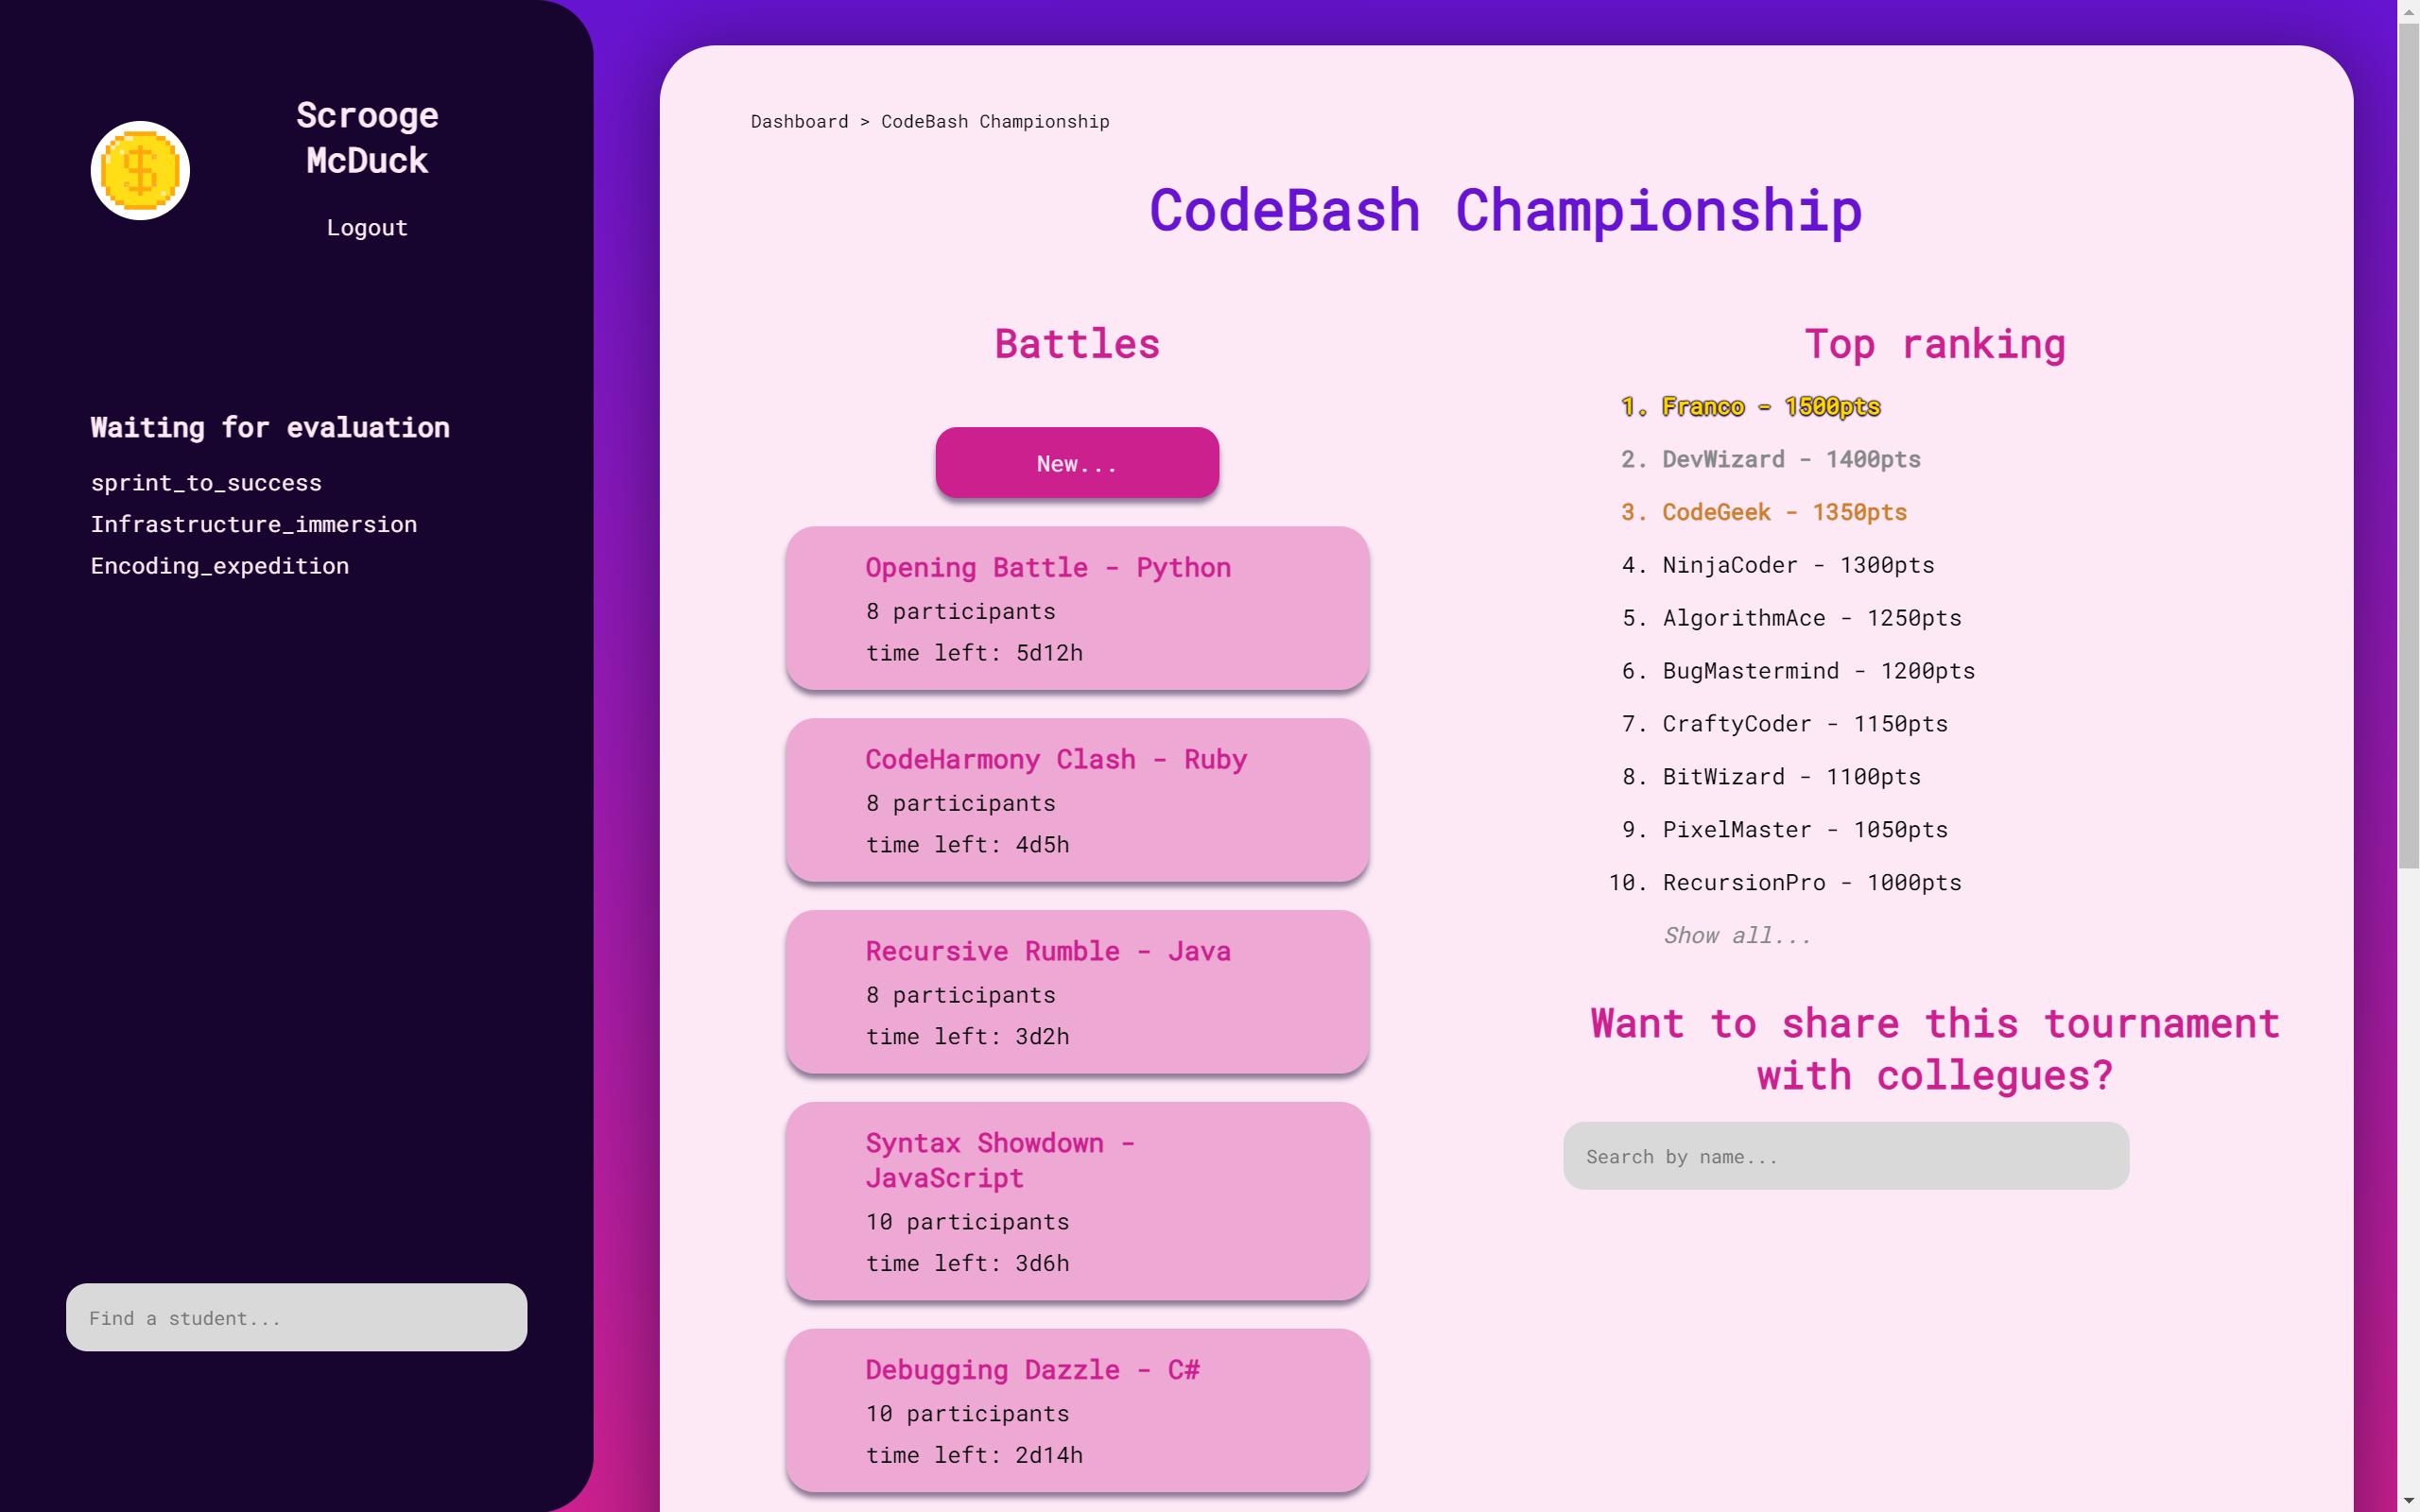 Scrooge
McDuck
Logout
Waiting for evaluation
sprint_to_success
Infrastructure_immersion
Encoding_expedition
Find a student...
Dashboard > CodeBash Championship
CodeBash Championship
Battles
New...
Opening Battle - Python
8 participants
time left: 5d12h
CodeHarmony Clash - Ruby
8 participants
time left: 4d5h
Recursive Rumble - Java
8 participants
time left: 3d2h
Syntax Showdown -
JavaScript
10 participants
time left: 3d6h
Debugging Dazzle - C#
10 participants
time left: 2d14h
Top ranking
1. Franco - 1500pts
2. DevWizard - 1400pts
3. CodeGeek - 1350pts
4. NinjaCoder - 1300pts
5. AlgorithmAce - 1250pts
6. BugMastermind - 1200pts
7. CraftyCoder - 1150pts
8. BitWizard - 1100pts
9. PixelMaster - 1050pts
10. RecursionPro - 1000pts
Show all...
Want to share this tournament
with collegues?
Search by name...